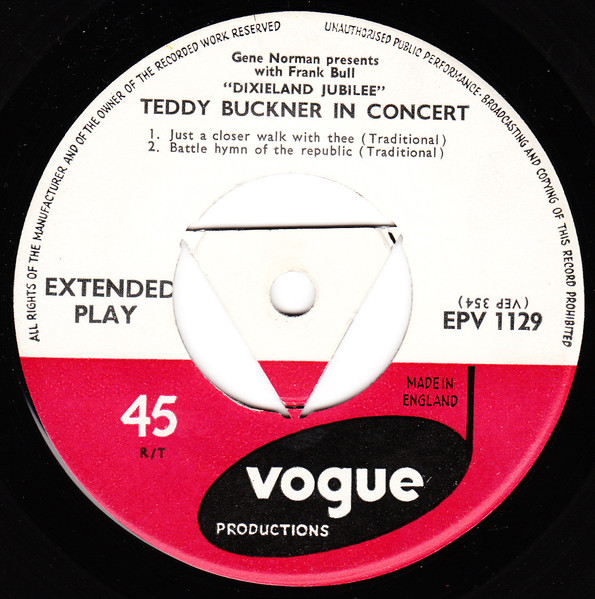 ALL RIGHTS OF THE MANUFACTURER AND OF THE OWNER OF THE RECORDED WORK RESERVED
UNAUTHORISED PUBLIC PERFORMANCE · BROADCASTING AND COPYING OF THIS RECORD PROHIBITED
Gene Norman presents
with Frank Bull
"DIXIELAND JUBILEE"
TEDDY BUCKNER IN CONCERT
1. Just a closer walk with thee (Traditional)
2. Battle hymn of the republic (Traditional)
EXTENDED
PLAY
(VEP 354)
EPV 1129
MADE IN
ENGLAND
45
R/T
vogue
PRODUCTIONS